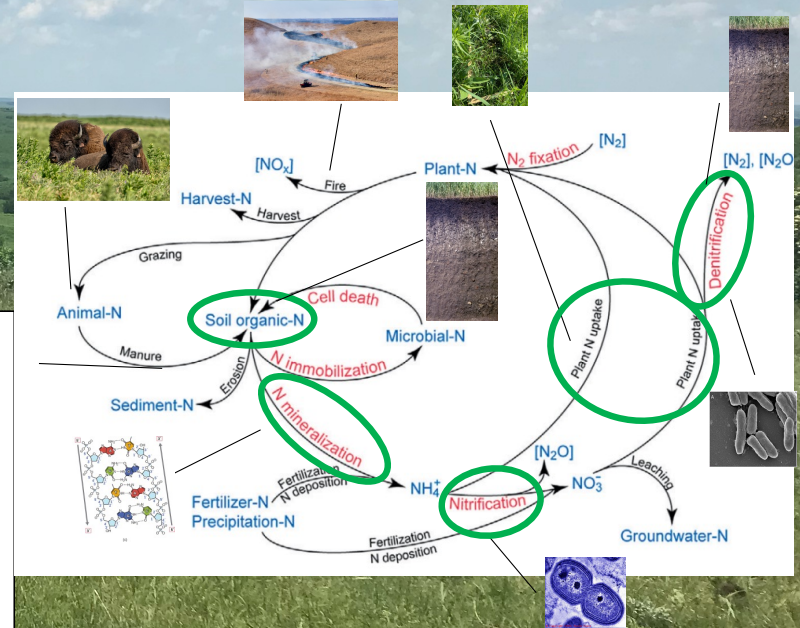 [N₂]
N₂ fixation
[N₂], [N₂O
[NOₓ]
Plant-N
Fire
Harvest-N
Harvest
Denitrification
Grazing
Cell death
Animal-N
Soil organic-N
Plant N uptake
Plant N uptak
Microbial-N
Manure
N immobilization
Erosion
Sediment-N
N mineralization
[N₂O]
Leaching
Fertilization
N deposition
NH₄⁺
Nitrification
NO₃⁻
Fertilizer-N
Precipitation-N
Groundwater-N
Fertilization
N deposition